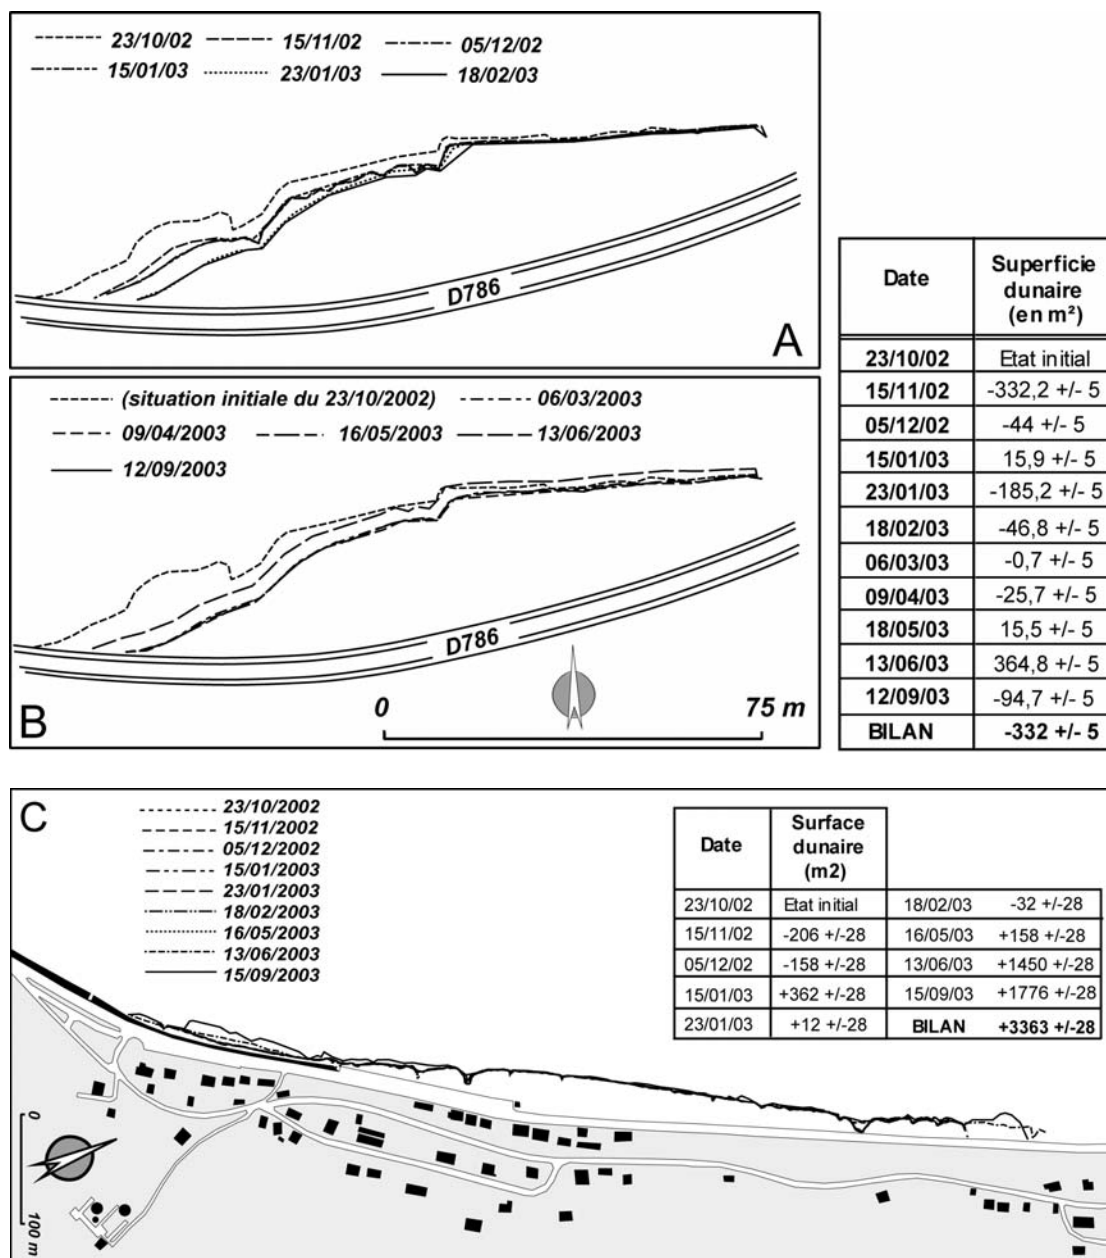 23/10/02 15/11/02 05/12/02
15/01/03 23/01/03 18/02/03
D786
A
(situation initiale du 23/10/2002) 06/03/2003
09/04/2003 16/05/2003 13/06/2003
12/09/2003
D786
B
0 75 m
Date Superficie dunaire (en m²)
23/10/02 Etat initial
15/11/02 -332,2 +/- 5
05/12/02 -44 +/- 5
15/01/03 15,9 +/- 5
23/01/03 -185,2 +/- 5
18/02/03 -46,8 +/- 5
06/03/03 -0,7 +/- 5
09/04/03 -25,7 +/- 5
18/05/03 15,5 +/- 5
13/06/03 364,8 +/- 5
12/09/03 -94,7 +/- 5
BILAN -332 +/- 5
C
23/10/2002
15/11/2002
05/12/2002
15/01/2003
23/01/2003
18/02/2003
16/05/2003
13/06/2003
15/09/2003
Date Surface dunaire (m2)
23/10/02 Etat initial 18/02/03 -32 +/-28
15/11/02 -206 +/-28 16/05/03 +158 +/-28
05/12/02 -158 +/-28 13/06/03 +1450 +/-28
15/01/03 +362 +/-28 15/09/03 +1776 +/-28
23/01/03 +12 +/-28 BILAN +3363 +/-28
0
100 m